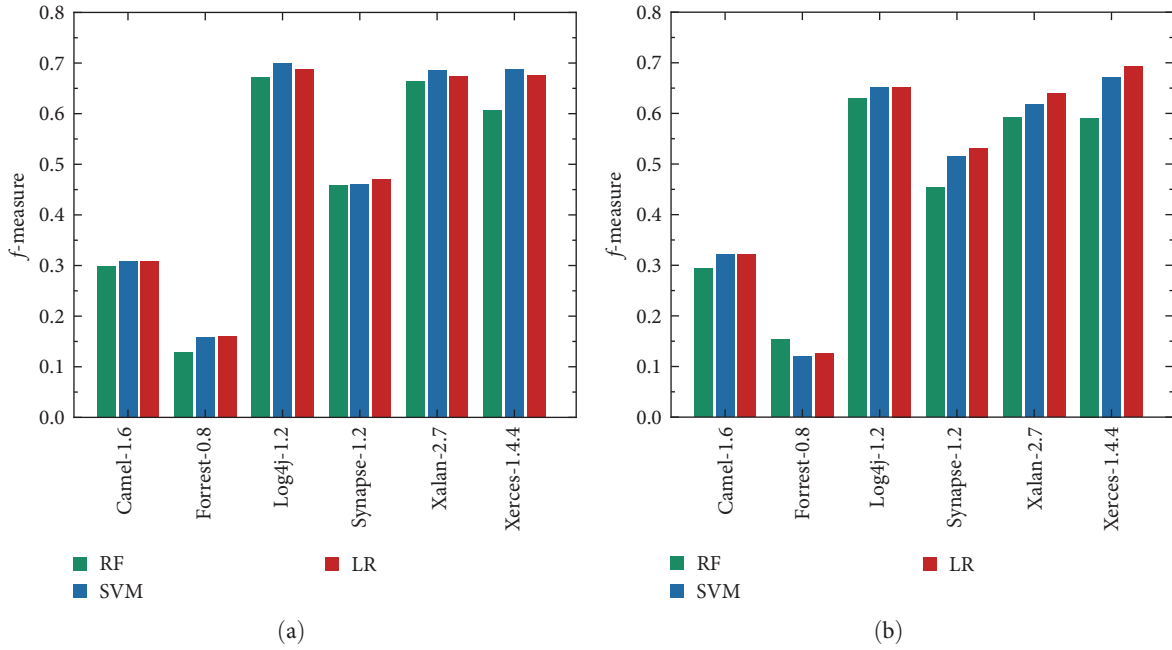 0.8
0.7
0.6
0.5
0.4
0.3
0.2
0.1
0.0
f-measure
Camel-1.6
Forrest-0.8
Log4j-1.2
Synapse-1.2
Xalan-2.7
Xerces-1.4.4
RF
SVM
LR
(a)
0.8
0.7
0.6
0.5
0.4
0.3
0.2
0.1
0.0
f-measure
Camel-1.6
Forrest-0.8
Log4j-1.2
Synapse-1.2
Xalan-2.7
Xerces-1.4.4
RF
SVM
LR
(b)